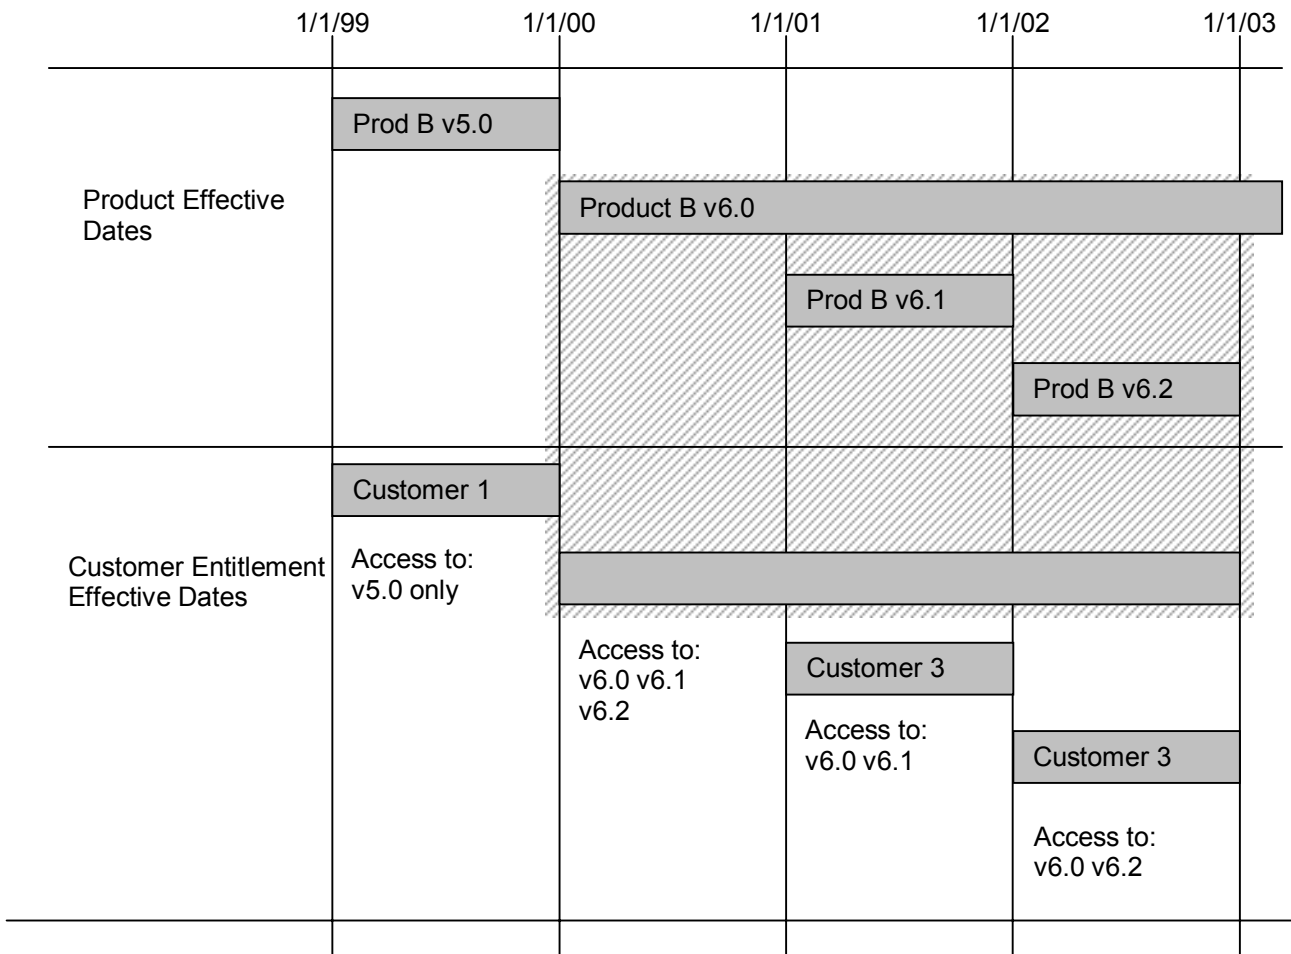 1/1/99 1/1/00 1/1/01 1/1/02 1/1/03
Prod B v5.0
Product Effective
Dates
Product B v6.0
Prod B v6.1
Prod B v6.2
Customer 1
Customer Entitlement
Effective Dates
Access to:
v5.0 only
Access to:
v6.0 v6.1
v6.2
Customer 3
Access to:
v6.0 v6.1
Customer 3
Access to:
v6.0 v6.2